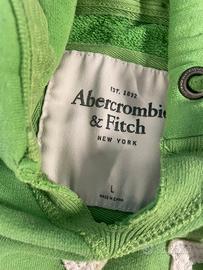 EST. 1892
Abercrombie
& Fitch
NEW YORK
L
MADE IN CHINA